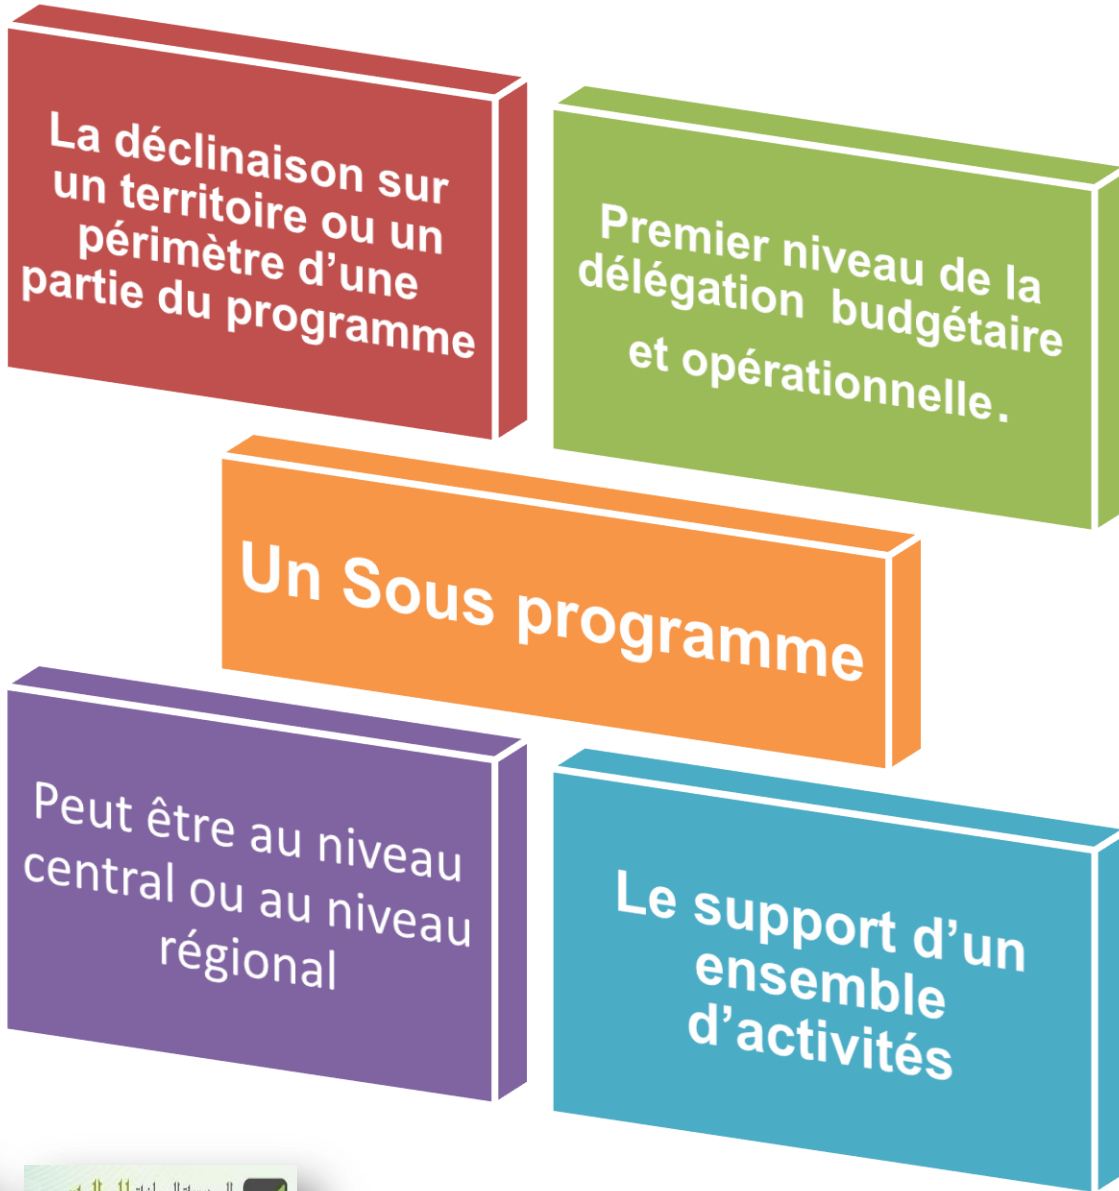 La déclinaison sur
un territoire ou un
périmètre d'une
partie du programme
Premier niveau de la
délégation budgétaire
et opérationnelle.
Un Sous programme
Peut être au niveau
central ou au niveau
régional
Le support d'un
ensemble
d'activités